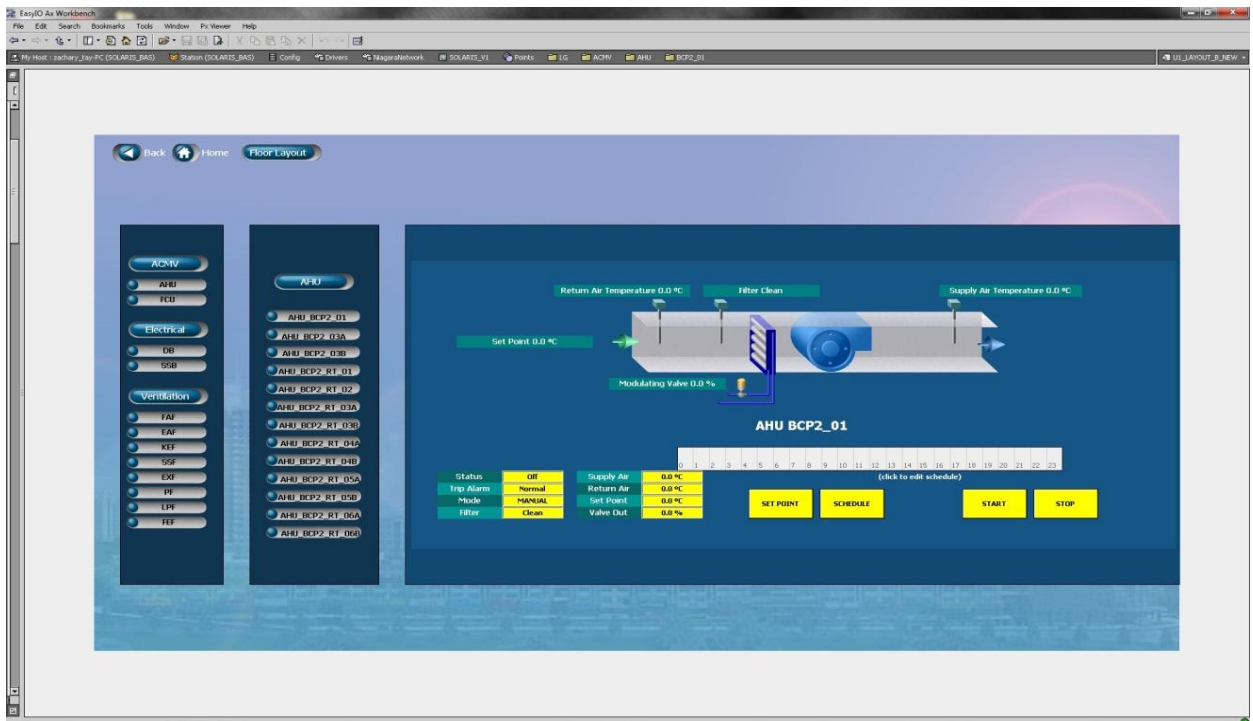 EasyIO Ax Workbench
File Edit Search Bookmarks Tools Window Px Viewer Help
My Host : zachary_tay-PC (SOLARIS_BAS) Station (SOLARIS_BAS) Config Drivers NiagaraNetwork SOLARIS_V1 Points LG ACMV AHU BCP2_01 U1_LAYOUT_B_NEW
Back Home Floor Layout
ACMV
AHU
FCU
Electrical
DB
SSB
Ventilation
FAF
EAF
KEF
SSF
EXF
PF
LPF
FEF
AHU
AHU_BCP2_01
AHU_BCP2_03A
AHU_BCP2_03B
AHU_BCP2_RT_01
AHU_BCP2_RT_02
AHU_BCP2_RT_03A
AHU_BCP2_RT_03B
AHU_BCP2_RT_04A
AHU_BCP2_RT_04B
AHU_BCP2_RT_05A
AHU_BCP2_RT_05B
AHU_BCP2_RT_06A
AHU_BCP2_RT_06B
Return Air Temperature 0.0 ºC Filter Clean Supply Air Temperature 0.0 ºC
Set Point 0.0 ºC
Modulating Valve 0.0 %
AHU BCP2_01
0 1 2 3 4 5 6 7 8 9 10 11 12 13 14 15 16 17 18 19 20 21 22 23
(click to edit schedule)
Status Off Supply Air 0.0 ºC
Trip Alarm Normal Return Air 0.0 ºC
Mode MANUAL Set Point 0.0 ºC
Filter Clean Valve Out 0.0 %
SET POINT SCHEDULE START STOP